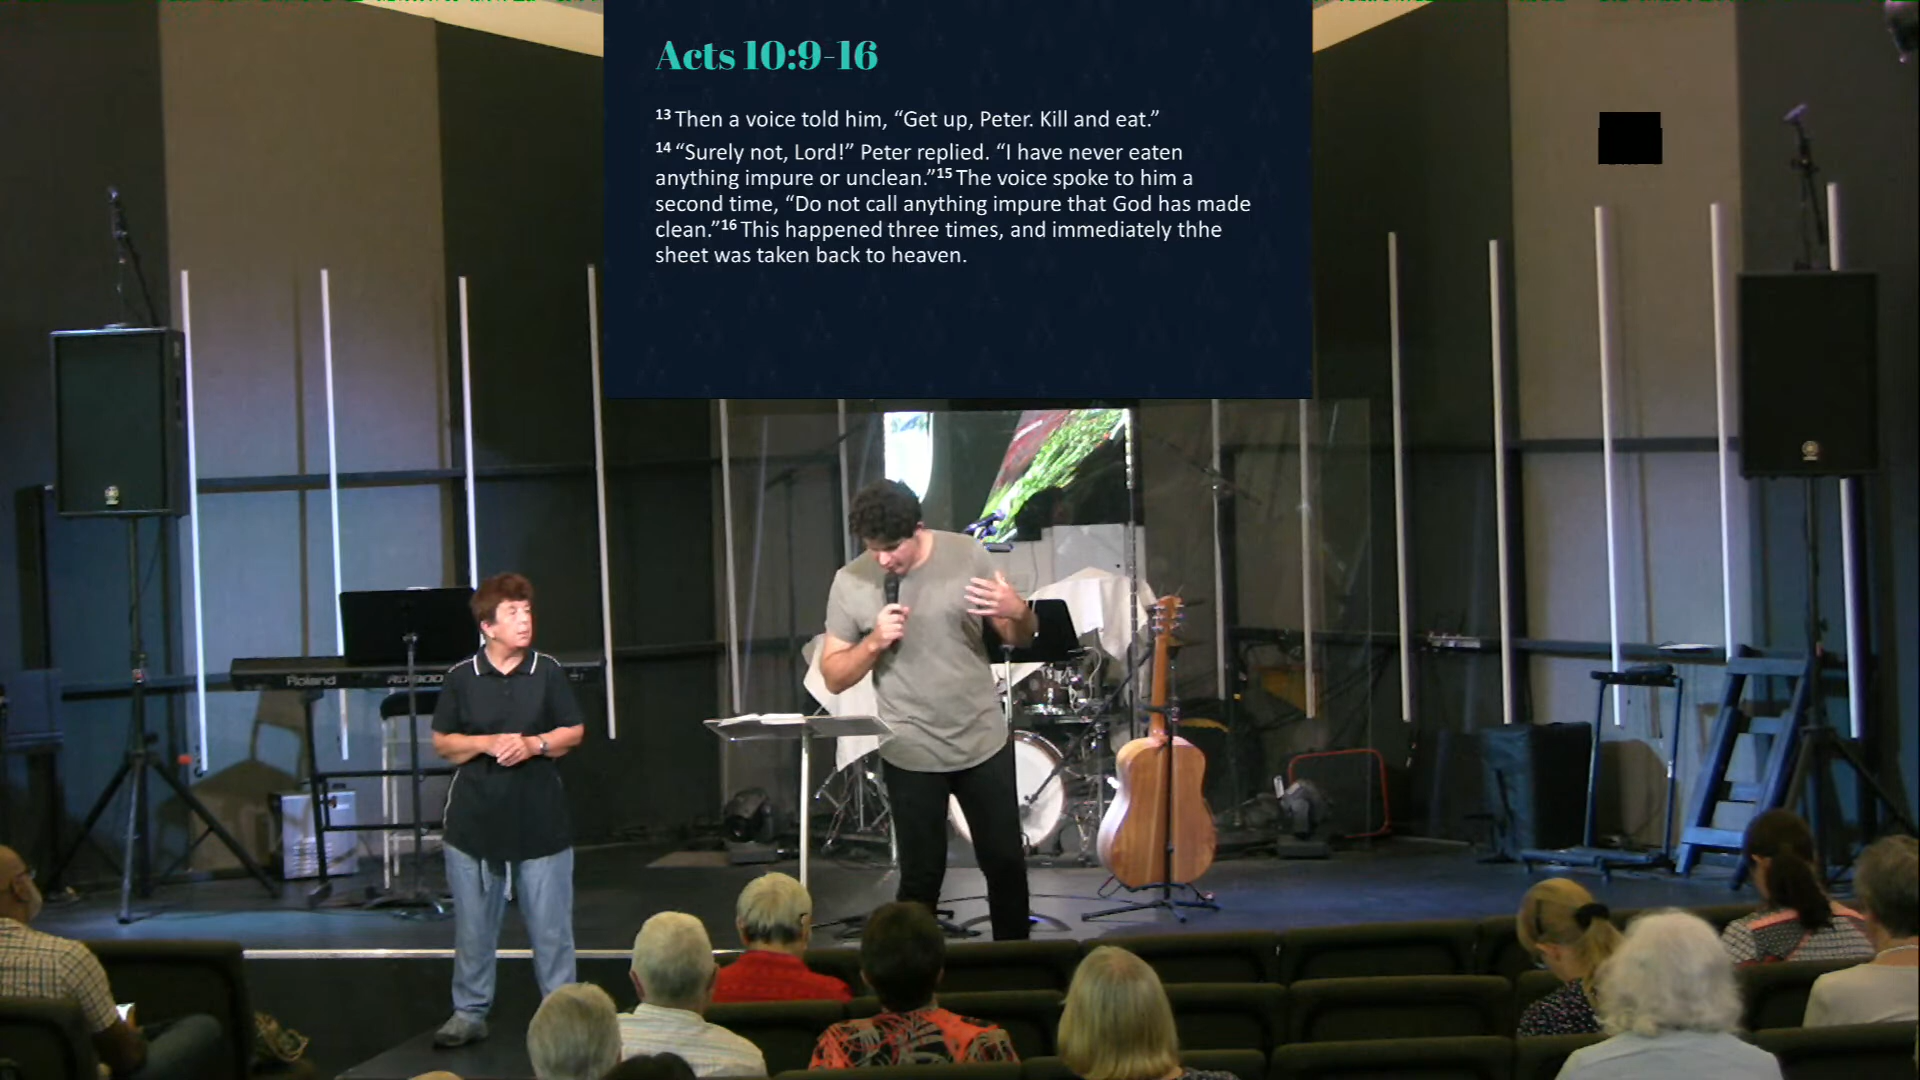 Acts 10:9-16
13 Then a voice told him, “Get up, Peter. Kill and eat.”
14 “Surely not, Lord!” Peter replied. “I have never eaten
anything impure or unclean.”15 The voice spoke to him a
second time, “Do not call anything impure that God has made
clean.”16 This happened three times, and immediately thhe
sheet was taken back to heaven.
Roland